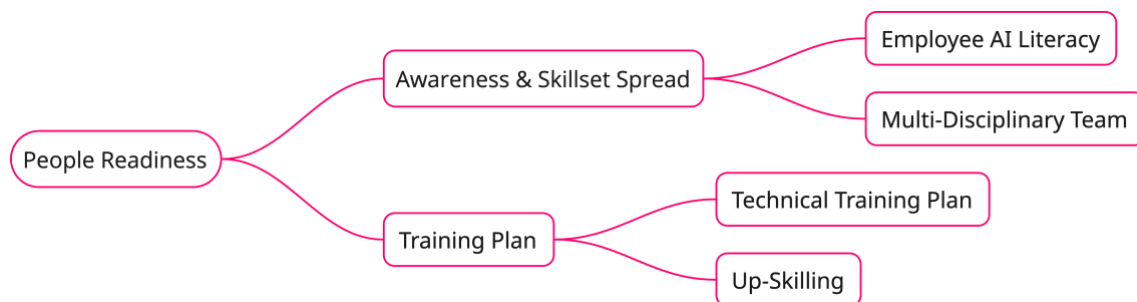 People Readiness
Awareness & Skillset Spread
Employee AI Literacy
Multi-Disciplinary Team
Training Plan
Technical Training Plan
Up-Skilling